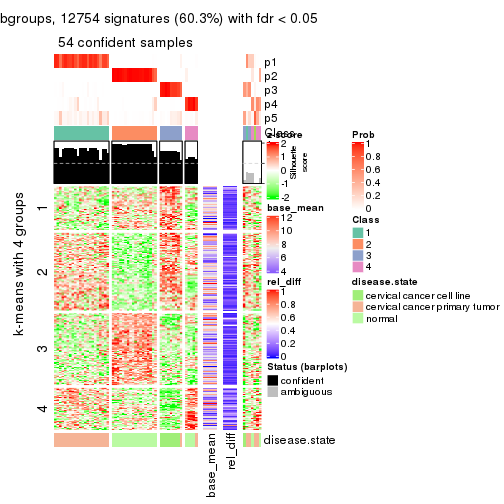 bgroups, 12754 signatures (60.3%) with fdr < 0.05
54 confident samples
p1
p2
p3
p4
p5
Class
z-score
2
1
0
-1
-2
Silhouette
score
Prob
1
0.8
0.6
0.4
0.2
0
base_mean
12
10
8
6
4
Class
1
2
3
4
rel_diff
1
0.8
0.6
0.4
0.2
0
disease.state
cervical cancer cell line
cervical cancer primary tumor
normal
Status (barplots)
confident
ambiguous
k-means with 4 groups
1
2
3
4
disease.state
base_mean
rel_diff